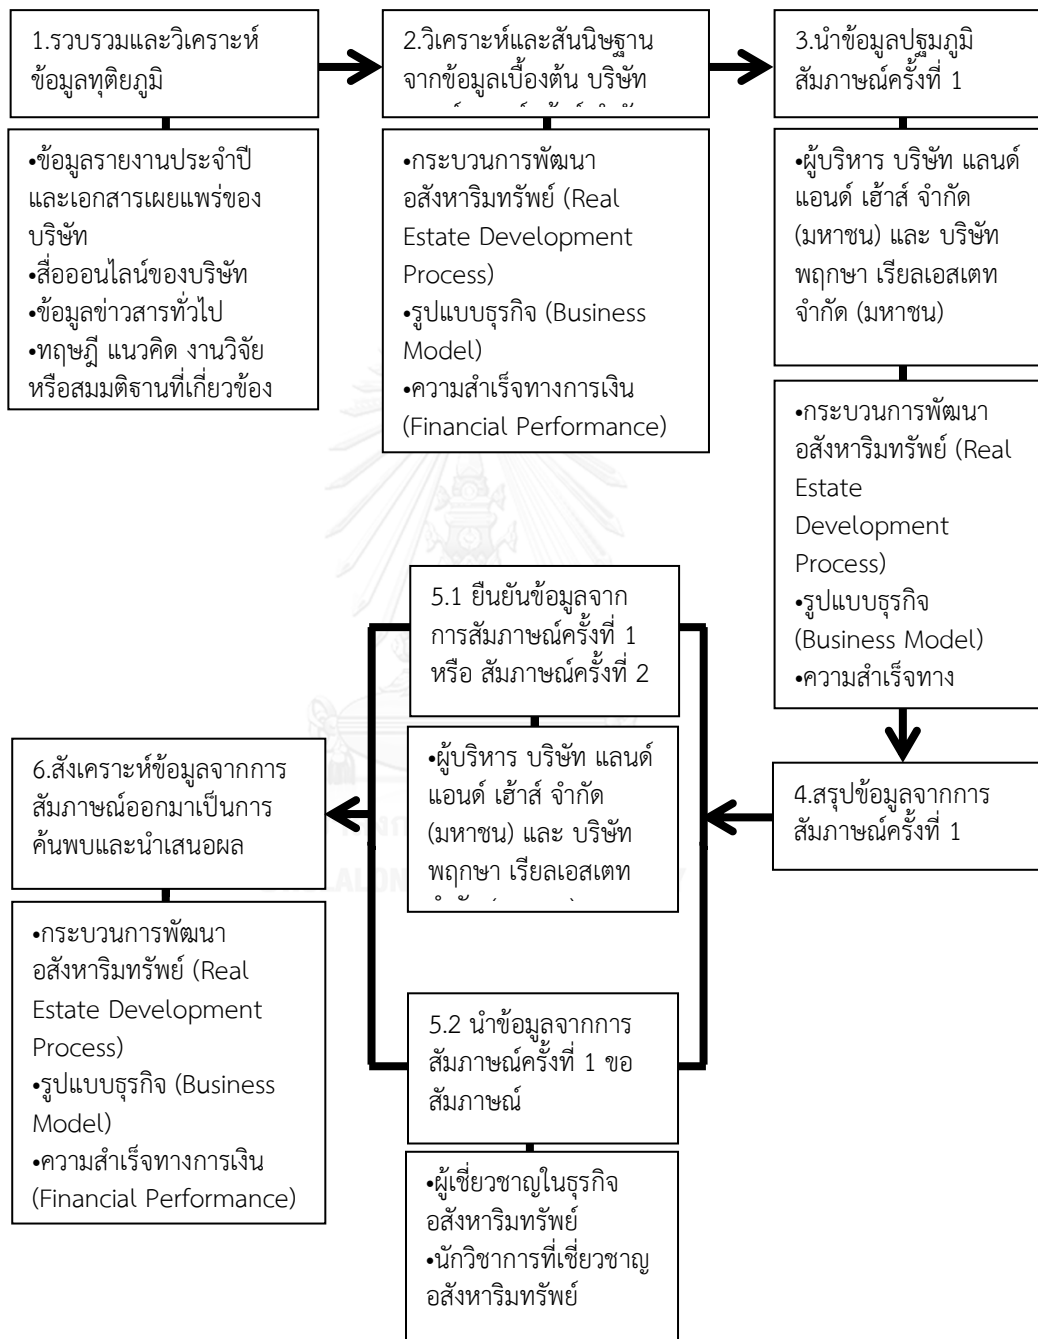 1.รวบรวมและวิเคราะห์
ข้อมูลทุติยภูมิ
•ข้อมูลรายงานประจำปี
และเอกสารเผยแพร่ของ
บริษัท
•สื่อออนไลน์ของบริษัท
•ข้อมูลข่าวสารทั่วไป
•ทฤษฎี แนวคิด งานวิจัย
หรือสมมติฐานที่เกี่ยวข้อง
2.วิเคราะห์และสันนิษฐาน
จากข้อมูลเบื้องต้น บริษัท
•กระบวนการพัฒนา
อสังหาริมทรัพย์ (Real
Estate Development
Process)
•รูปแบบธุรกิจ (Business
Model)
•ความสำเร็จทางการเงิน
(Financial Performance)
3.นำข้อมูลปฐมภูมิ
สัมภาษณ์ครั้งที่ 1
•ผู้บริหาร บริษัท แลนด์
แอนด์ เฮ้าส์ จำกัด
(มหาชน) และ บริษัท
พฤกษา เรียลเอสเตท
จำกัด (มหาชน)
•กระบวนการพัฒนา
อสังหาริมทรัพย์ (Real
Estate
Development
Process)
•รูปแบบธุรกิจ
(Business Model)
•ความสำเร็จทาง
4.สรุปข้อมูลจากการ
สัมภาษณ์ครั้งที่ 1
5.1 ยืนยันข้อมูลจาก
การสัมภาษณ์ครั้งที่ 1
หรือ สัมภาษณ์ครั้งที่ 2
•ผู้บริหาร บริษัท แลนด์
แอนด์ เฮ้าส์ จำกัด
(มหาชน) และ บริษัท
พฤกษา เรียลเอสเตท
5.2 นำข้อมูลจากการ
สัมภาษณ์ครั้งที่ 1 ขอ
สัมภาษณ์
•ผู้เชี่ยวชาญในธุรกิจ
อสังหาริมทรัพย์
•นักวิชาการที่เชี่ยวชาญ
อสังหาริมทรัพย์
6.สังเคราะห์ข้อมูลจากการ
สัมภาษณ์ออกมาเป็นการ
ค้นพบและนำเสนอผล
•กระบวนการพัฒนา
อสังหาริมทรัพย์ (Real
Estate Development
Process)
•รูปแบบธุรกิจ (Business
Model)
•ความสำเร็จทางการเงิน
(Financial Performance)